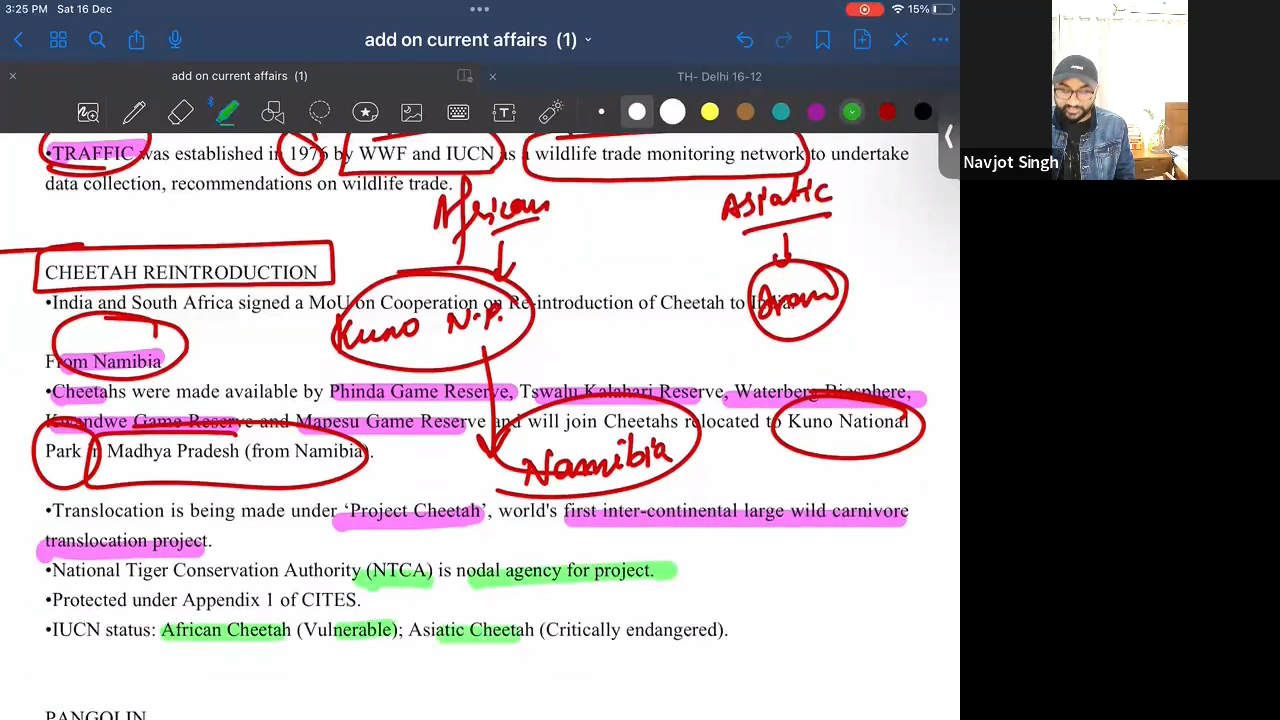 3:25 PM Sat 16 Dec
15%
add on current affairs (1)
add on current affairs (1)
TH- Delhi 16-12
•TRAFFIC was established in 1976 by WWF and IUCN as a wildlife trade monitoring network to undertake
data collection, recommendations on wildlife trade.
African
Asiatic
CHEETAH REINTRODUCTION
•India and South Africa signed a MoU on Cooperation on Re-introduction of Cheetah to India.
Kuno N.P.
From Namibia
•Cheetahs were made available by Phinda Game Reserve, Tswalu Kalahari Reserve, Waterberg Biosphere,
Kwandwe Game Reserve and Mapesu Game Reserve and will join Cheetahs relocated to Kuno National
Park in Madhya Pradesh (from Namibia).
Namibia
•Translocation is being made under ‘Project Cheetah’, world's first inter-continental large wild carnivore
translocation project.
•National Tiger Conservation Authority (NTCA) is nodal agency for project.
•Protected under Appendix 1 of CITES.
•IUCN status: African Cheetah (Vulnerable); Asiatic Cheetah (Critically endangered).
PANGOLIN
Navjot Singh